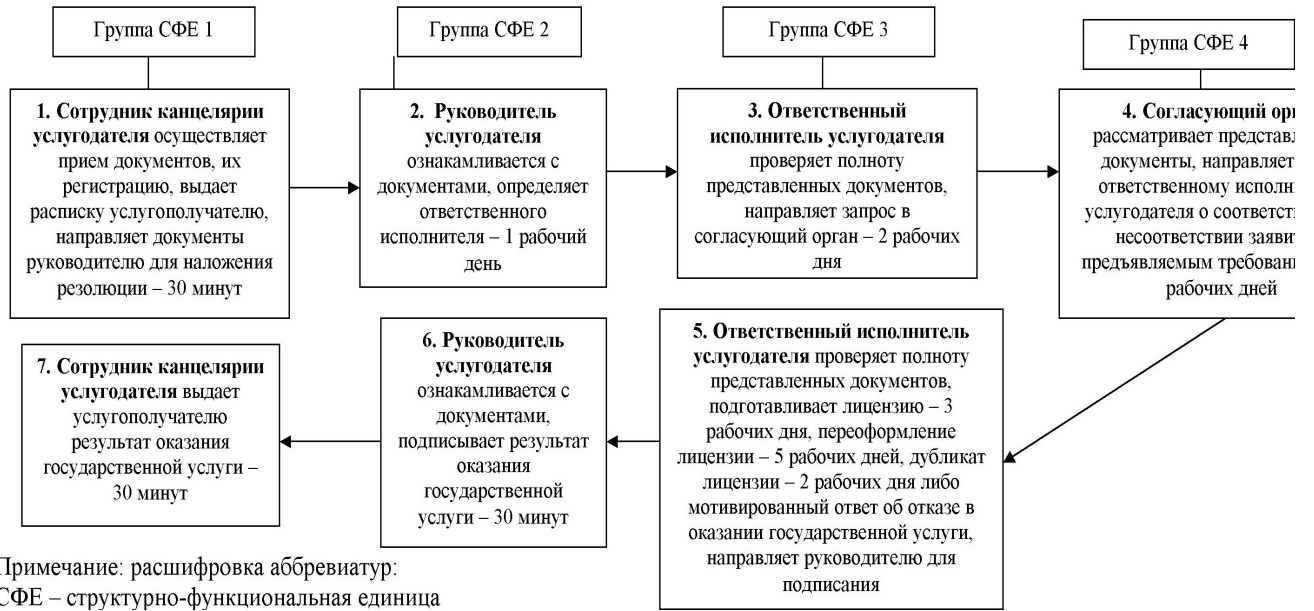 Группа СФЕ 1
Группа СФЕ 2
Группа СФЕ 3
Группа СФЕ 4
1. Сотрудник канцелярии
услугодателя осуществляет
прием документов, их
регистрацию, выдает
расписку услугополучателю,
направляет документы
руководителю для наложения
резолюции – 30 минут
2. Руководитель
услугодателя
ознакамливается с
документами, определяет
ответственного
исполнителя – 1 рабочий
день
3. Ответственный
исполнитель услугодателя
проверяет полноту
представленных документов,
направляет запрос в
согласующий орган – 2 рабочих
дня
4. Согласующий
рассматривает
документы, направляет
ответственному
услугодателя о
несоответствии
предъявляемым
рабочих дней
5. Ответственный исполнитель
услугодателя проверяет полноту
представленных документов,
подготавливает лицензию – 3
рабочих дня, переоформление
лицензии – 5 рабочих дней, дубликат
лицензии – 2 рабочих дня либо
мотивированный ответ об отказе в
оказании государственной услуги,
направляет руководителю для
подписания
6. Руководитель
услугодателя
ознакамливается с
документами,
подписывает результат
оказания
государственной
услуги – 30 минут
7. Сотрудник канцелярии
услугодателя выдает
услугополучателю
результат оказания
государственной услуги –
30 минут
Примечание: расшифровка аббревиатур:
СФЕ – структурно-функциональная единица